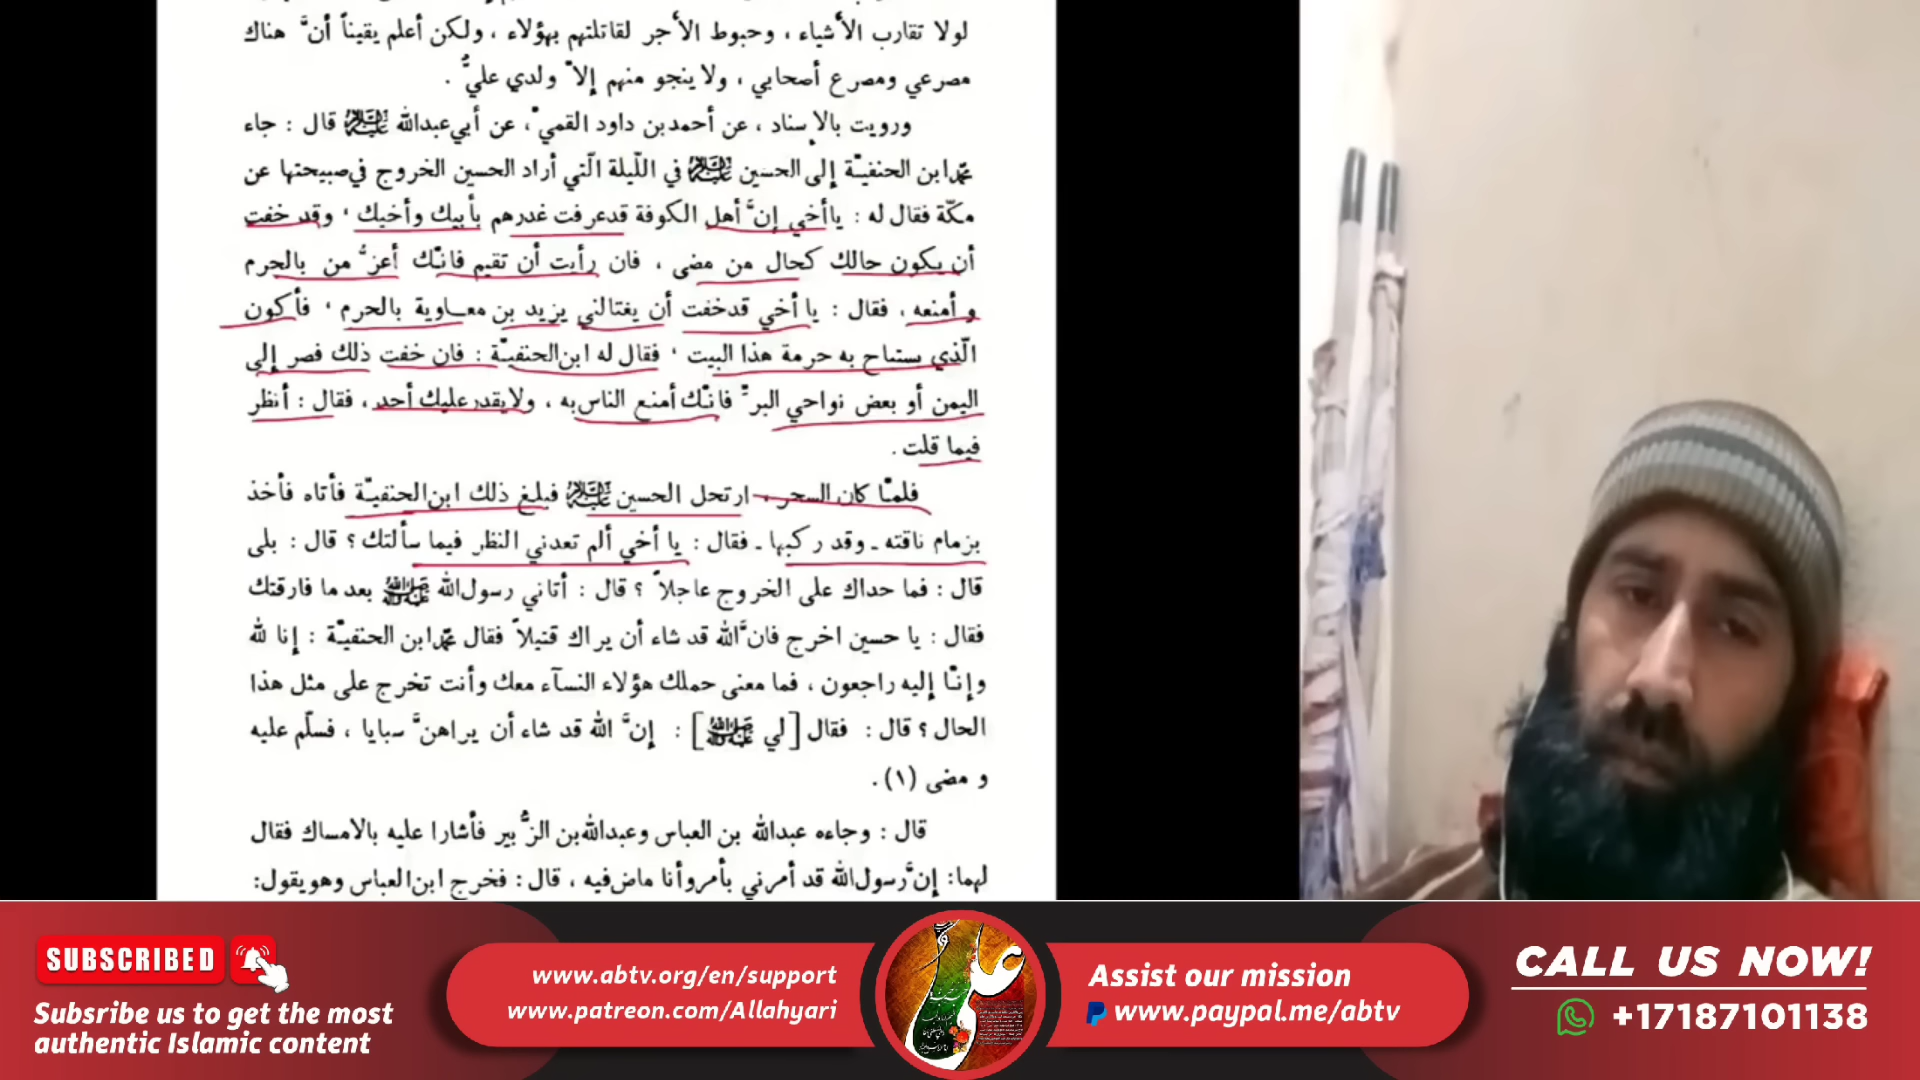 لولا تقارب الأشياء ، وحبوط الأجر لقاتلتهم بهؤلاء ، ولكن أعلم يقيناً أنَّ هناك
مصرعي ومصرع أصحابي ، ولا ينجو منهم إلاّ ولدي عليُّ .
ورويت بالإسناد ، عن أحمدبن داود القميّ ، عن أبي عبدالله عليه السلام قال : جاء
محمدابن الحنفيّة إلى الحسين عليه السلام في اللّيلة الّتي أراد الحسين الخروج في صبيحتها عن
مكّة فقال له : يا أخي إنَّ أهل الكوفة قدعرفت غدرهم بأبيك وأخيك ، وقد خفت
أن يكون حالك كحال من مضى ، فان رأيت أن تقيم فانّك أعزُّ من بالحرم
و أمنعه ، فقال : يا أخي قدخفت أن يغتالني يزيد بن معاوية بالحرم ، فأكون
الّذي يستباح به حرمة هذا البيت ، فقال له ابن الحنفيّة : فان خفت ذلك فصر إلى
اليمن أو بعض نواحي البرّ فانّك أمنع الناس به ، ولا يقدر عليك أحد ، فقال : أنظر
فيما قلت .
فلمّا كان السحر ، ارتحل الحسين عليه السلام فبلغ ذلك ابن الحنفيّة فأتاه فأخذ
بزمام ناقته ـ وقد ركبها ـ فقال : يا أخي ألم تعدني النظر فيما سألتك ؟ قال : بلى
قال : فما حداك على الخروج عاجلاً ؟ قال : أتاني رسول الله صلى الله عليه وآله بعد ما فارقتك
فقال : يا حسين اخرج فانَّ الله قد شاء أن يراك قتيلاً فقال محمدابن الحنفيّة : إنا لله
وإنّا إليه راجعون ، فما معنى حملك هؤلاء النسآء معك وأنت تخرج على مثل هذا
الحال ؟ قال : فقال [لي صلى الله عليه وآله] : إنَّ الله قد شاء أن يراهنَّ سبايا ، فسلّم عليه
و مضى (١) .
قال : وجاءه عبدالله بن العباس وعبدالله بن الزُّبير فأشارا عليه بالامساك فقال
لهما : إنَّ رسول الله قد أمرني بأمر وأنا ماض فيه ، قال : فخرج ابن العباس وهو يقول :
SUBSCRIBED
Subsribe us to get the most
authentic Islamic content
www.abtv.org/en/support
www.patreon.com/Allahyari
Assist our mission
www.paypal.me/abtv
CALL US NOW!
+17187101138